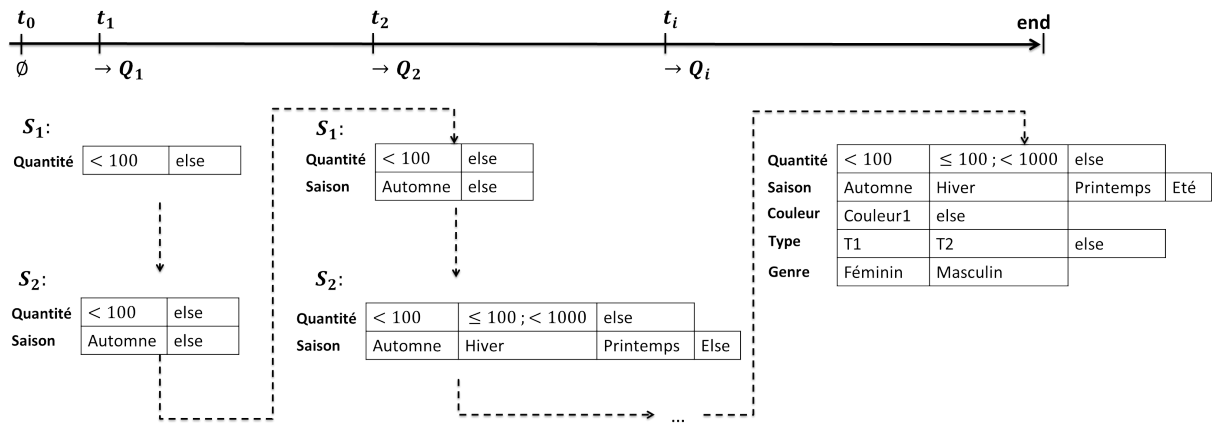 t₀ t₁ t₂ tᵢ end
∅ → Q₁ → Q₂ → Qᵢ
S₁:
Quantité < 100 else
S₂:
Quantité < 100 else
Saison Automne else
S₁:
Quantité < 100 else
Saison Automne else
S₂:
Quantité < 100 ≤ 100 ; < 1000 else
Saison Automne Hiver Printemps Else
...
Quantité < 100 ≤ 100 ; < 1000 else
Saison Automne Hiver Printemps Eté
Couleur Couleur1 else
Type T1 T2 else
Genre Féminin Masculin